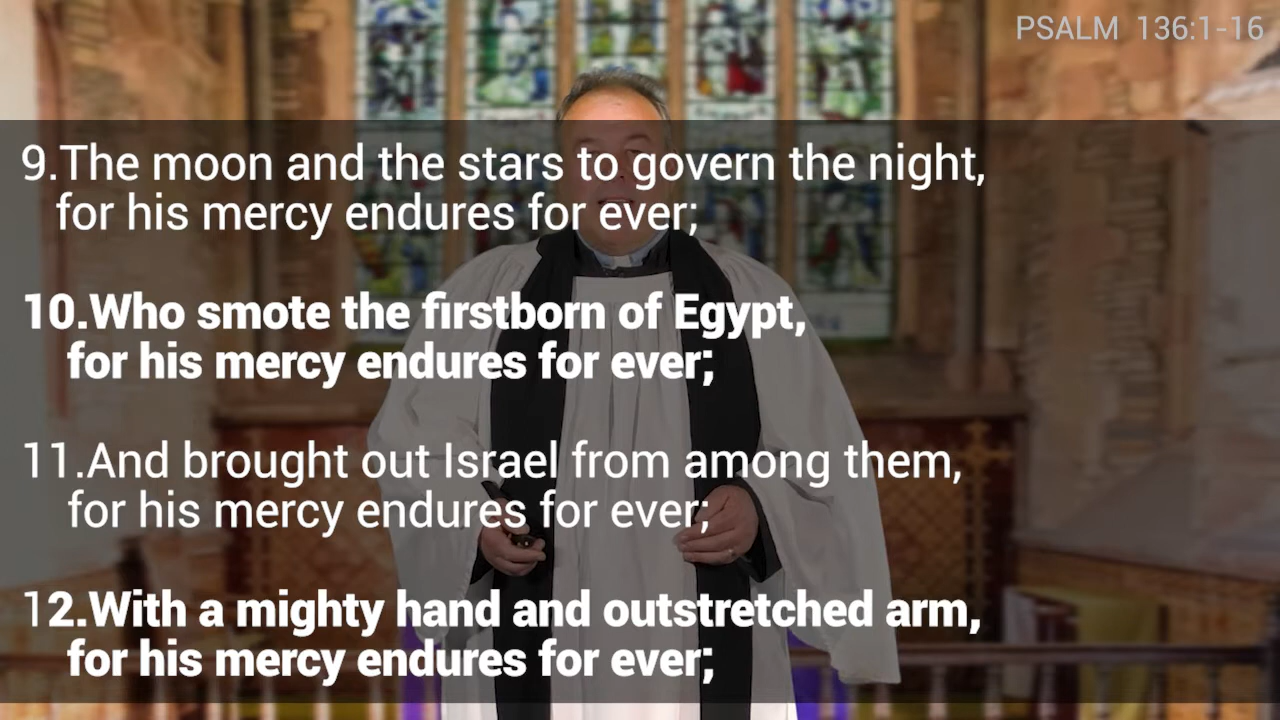 PSALM 136:1-16
9.The moon and the stars to govern the night,
for his mercy endures for ever;
10.Who smote the firstborn of Egypt,
for his mercy endures for ever;
11.And brought out Israel from among them,
for his mercy endures for ever;
12.With a mighty hand and outstretched arm,
for his mercy endures for ever;